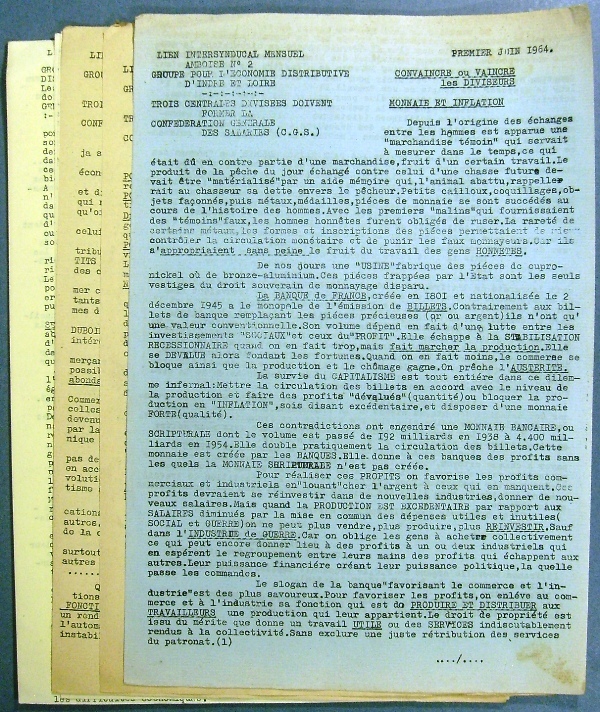 LIEN INTERSYNDUCAL MENSUEL
AMBOISE N° 2
GROUPE POUR L'ECONOMIE DISTRIBUTIVE
D'INDRE ET LOIRE
-:-:-:-:-:-
TROIS CENTRALES DIVISEES DOIVENT
FORMER LA
CONFEDERATION GENERALE
DES SALARIES (C.G.S.)
PREMIER JUIN 1964.
CONVAINCRE ou VAINCRE
les DIVISEURS
MONNAIE ET INFLATION
Depuis l'origine des échanges
entre les hommes est apparue une
"marchandise témoin" qui servait
à mesurer dans le temps,ce qui
était dû en contre partie d'une marchandise,fruit d'un certain travail.Le
produit de la pêche du jour échangé contre celui d'une chasse future de-
vait être "matérialisé"par un aide mémoire qui,l'animal abattu,rappelle-
rait au chasseur sa dette envers le pêcheur.Petits cailloux,coquillages,ob-
jets façonnés,puis métaux,médailles,pièces de monnaie se sont succédés au
cours de l'histoire des hommes.Avec les premiers "malins"qui fournissaient
des "témoins"faux,les hommes honnêtes furent obligés de ruser.La rareté de
certains métaux,les formes et inscriptions des pièces permettaient de
contrôler la circulation monétaire et de punir les faux monnayeurs.Car ils
s'appropriaient sans peine le fruit du travail des gens HONNETES.
De nos jours une "USINE"fabrique des pièces de cupro-
nickel où de bronze-aluminium.Ces pièces frappées par l'Etat sont les seuls
vestiges du droit souverain de monnayage disparu.
La BANQUE de FRANCE,créée en I80I et nationalisée le 2
décembre 1945 a le monopole de l'émission de BILLETS.Contrairement aux bil-
lets de banque remplaçant les pièces précieuses (or ou argent)ils n'ont qu'
une valeur conventionnelle.Son volume dépend en fait d'une lutte entre les
investissements "SOCIAUX"et ceux du"PROFIT".Elle échappe à la STABILISATION
RECESSIONNAIRE quand on en fait trop,mais fait marcher la production.Elle
se DEVALUE alors fondant les fortunes.Quand on en fait moins,le commerce se
bloque ainsi que la production et le chômage gagne.On prêche l'AUSTERITE.
La survie du CAPITALISME est tout entière dans ce dilem-
me infernal:Mettre la circulation des billets en accord avec le niveau de
la production et faire des profits "dévalués"(quantité)ou bloquer la pro-
duction en "INFLATION",sois disant excédentaire,et disposer d'une monnaie
FORTE(qualité).
Ces contradictions ont engendré une MONNAIE BANCAIRE,ou
SCRIPTURALE dont le volume est passé de I92 milliards en I938 à 4.400 mil-
liards en I954.Elle double pratiquement la circulation des billets.Cette
monnaie est créée par les BANQUES.Elle donne à ces banques des profits sans
les quels la MONNAIE SHRIPTURALE n'est pas créée.
Pour réaliser ces PROFITS on favorise les profits com-
merciaux et industriels en"louant"cher l'argent à ceux qui en manquent.Ces
profits devraient se réinvestir dans de nouvelles industries,donner de nou-
veaux salaires.Mais quand la PRODUCTION EST EXCEDENTAIRE par rapport aux
SALAIRES diminués par la mise en commun des dépenses utiles et inutiles(
SOCIAL et GUERRE)on ne peut plus vendre,plus produire,plus REINVESTIR.Sauf
dans l'INDUSTRIE de GUERRE.Car on oblige les gens à acheter collectivement
ce qui peut encore donner lieu à des profits à un ou deux industriels qui
en espèrent le regroupement entre leurs mains des profits qui échappent aux
autres.Leur puissance financière créant leur puissance politique,la quelle
passe les commandes.
Le slogan de la banque"favorisant le commerce et l'in-
dustrie"est des plus savoureux.Pour favoriser les profits,on enlève au com-
merce et à l'industrie sa fonction qui est de PRODUIRE ET DISTRIBUER aux
TRAVAILLEURS une production qui leur appartient.Le droit de propriété est
issu du mérite que donne un travail UTILE ou des SERVICES indiscutablement
rendus à la collectivité.Sans exclure une juste rétribution des services
du patronat.(1)
..../....